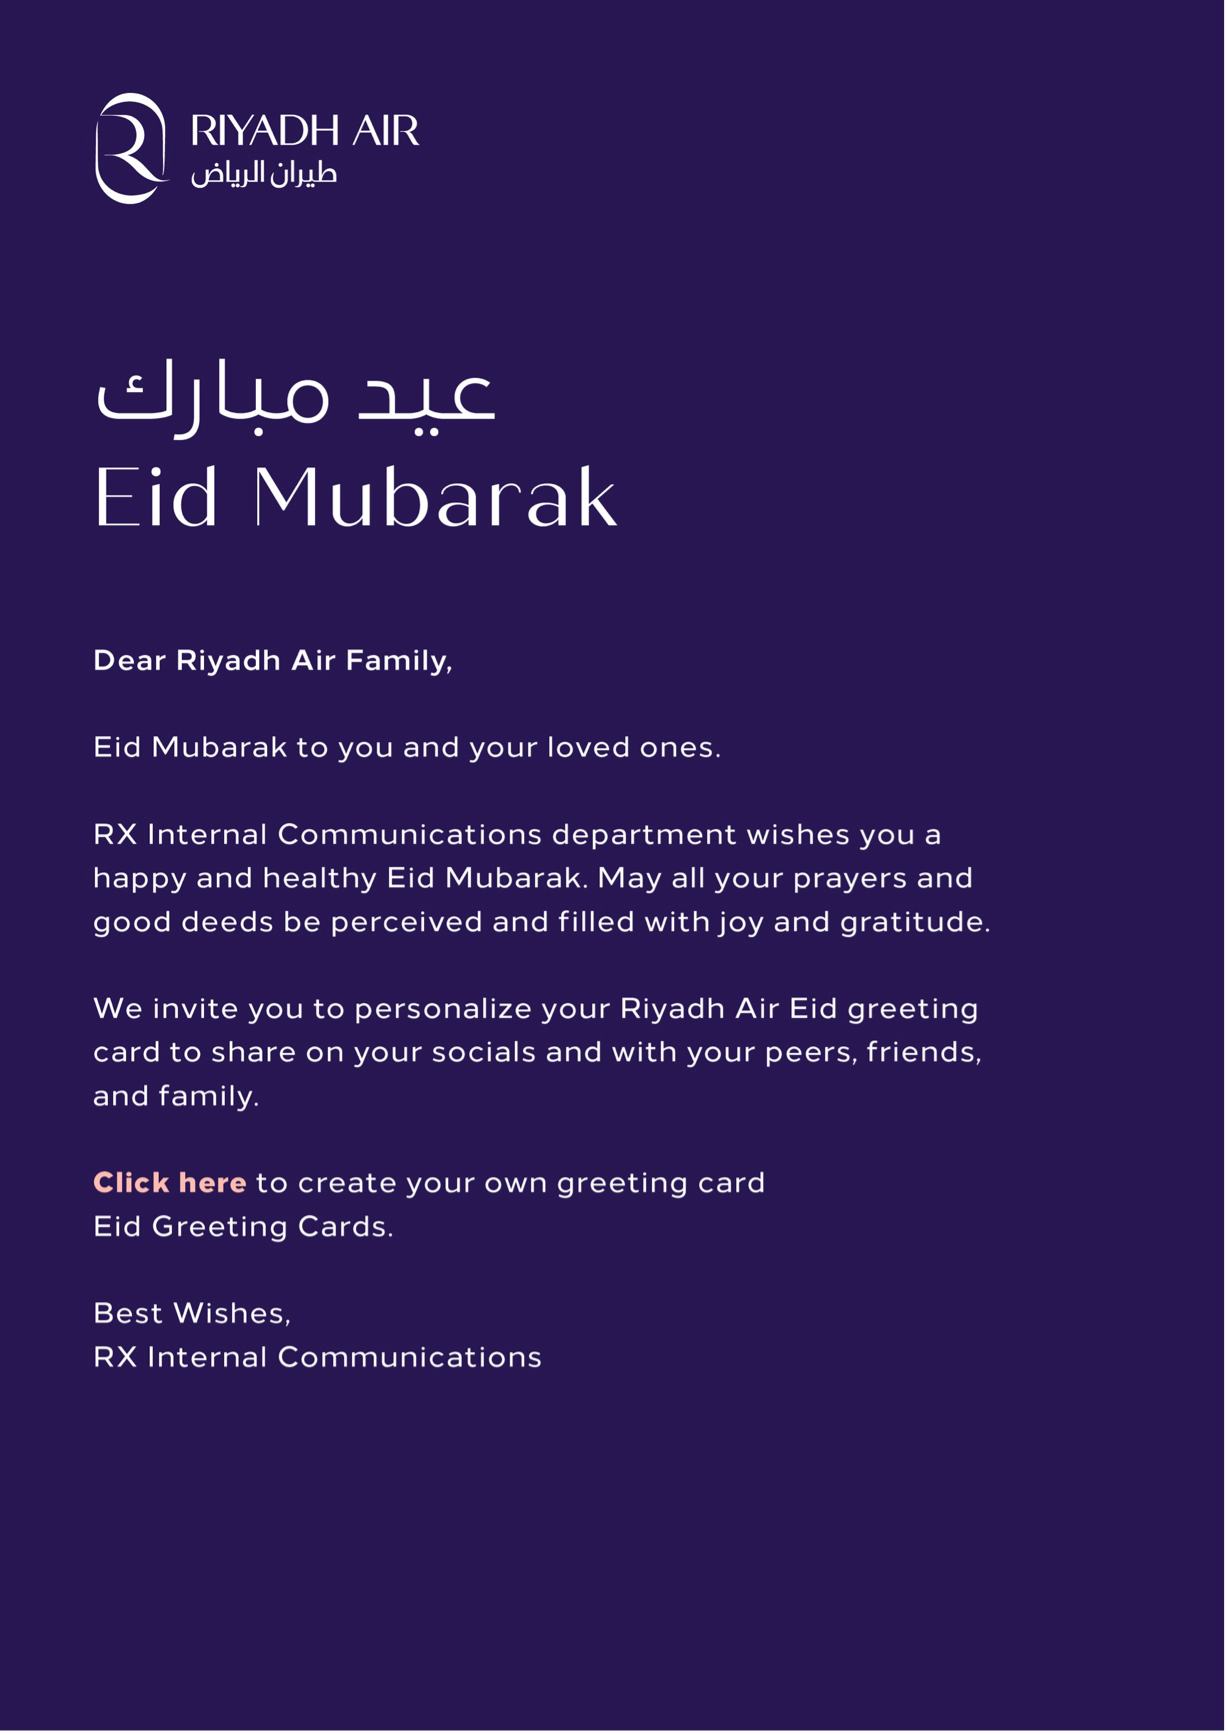 RIYADH AIR
طيران الرياض
عيد مبارك
Eid Mubarak
Dear Riyadh Air Family,
Eid Mubarak to you and your loved ones.
RX Internal Communications department wishes you a
happy and healthy Eid Mubarak. May all your prayers and
good deeds be perceived and filled with joy and gratitude.
We invite you to personalize your Riyadh Air Eid greeting
card to share on your socials and with your peers, friends,
and family.
Click here to create your own greeting card
Eid Greeting Cards.
Best Wishes,
RX Internal Communications